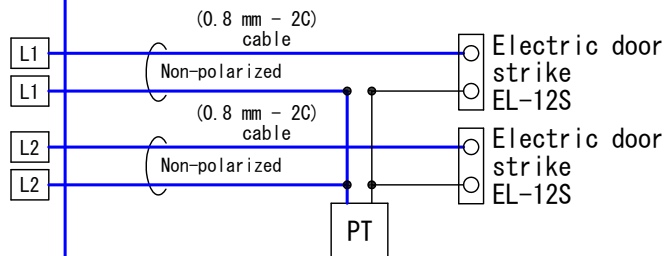 (0.8 mm - 2C)
cable
L1
Non-polarized
L1
Electric door
strike
EL-12S
(0.8 mm - 2C)
cable
L2
Non-polarized
L2
Electric door
strike
EL-12S
PT